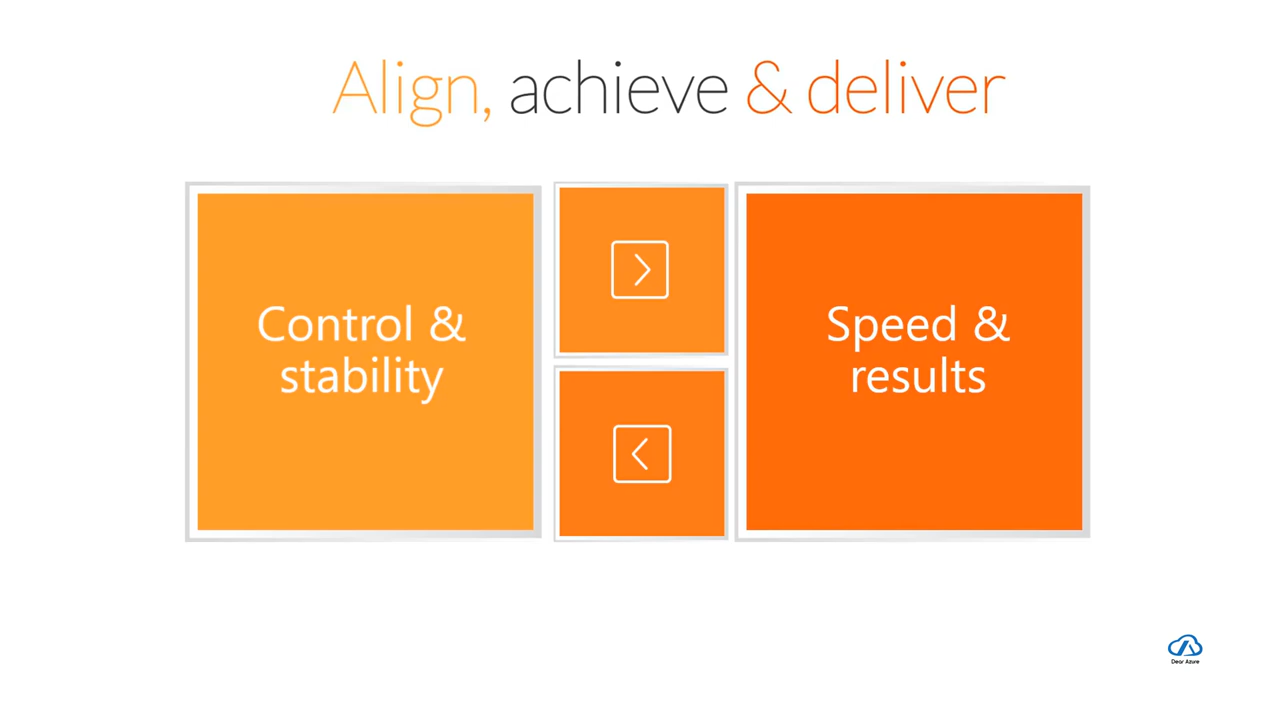 Align, achieve & deliver
Control &
stability
Speed &
results
Dear Azure